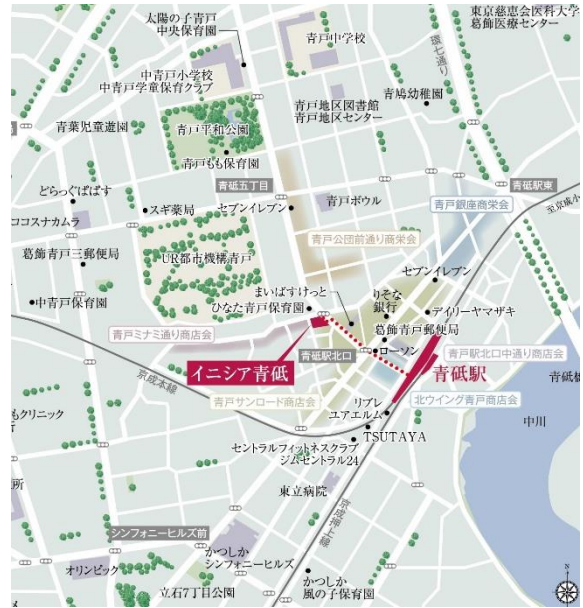 太陽の子青戸
中央保育園
青戸中学校
東京慈恵会医科大学
葛飾医療センター
環七通り
中青戸小学校
中青戸学童保育クラブ
青鳩幼稚園
青戸地区図書館
青戸地区センター
青葉児童遊園
青戸平和公園
青戸もも保育園
青砥五丁目
青砥駅東
どらっぐぱぱす
スギ薬局
セブンイレブン
青戸ボウル
青戸銀座商栄会
至京成小
ココスナカムラ
青戸公団前通り商栄会
葛飾青戸三郵便局
UR都市機構青戸
セブンイレブン
まいばすけっと
りそな
銀行
中青戸保育園
ひなた青戸保育園
デイリーヤマザキ
葛飾青戸郵便局
青戸ミナミ通り商店会
青砥駅北口
ローソン
青戸駅北口中通り商店会
イニシア青砥
青砥駅
青砥橋
京成本線
リブレ
北ウイング青戸商店会
もクリニック
青戸サンロード商店会
ユアエルム
中川
TSUTAYA
セントラルフィットネスクラブ
ジム・セントラル24
所
東立病院
京成押上線
シンフォニーヒルズ前
オリンピック
かつしか
シンフォニーヒルズ
立石7丁目公園
かつしか
風の子保育園
N